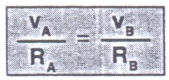 V_A / R_A = V_B / R_B